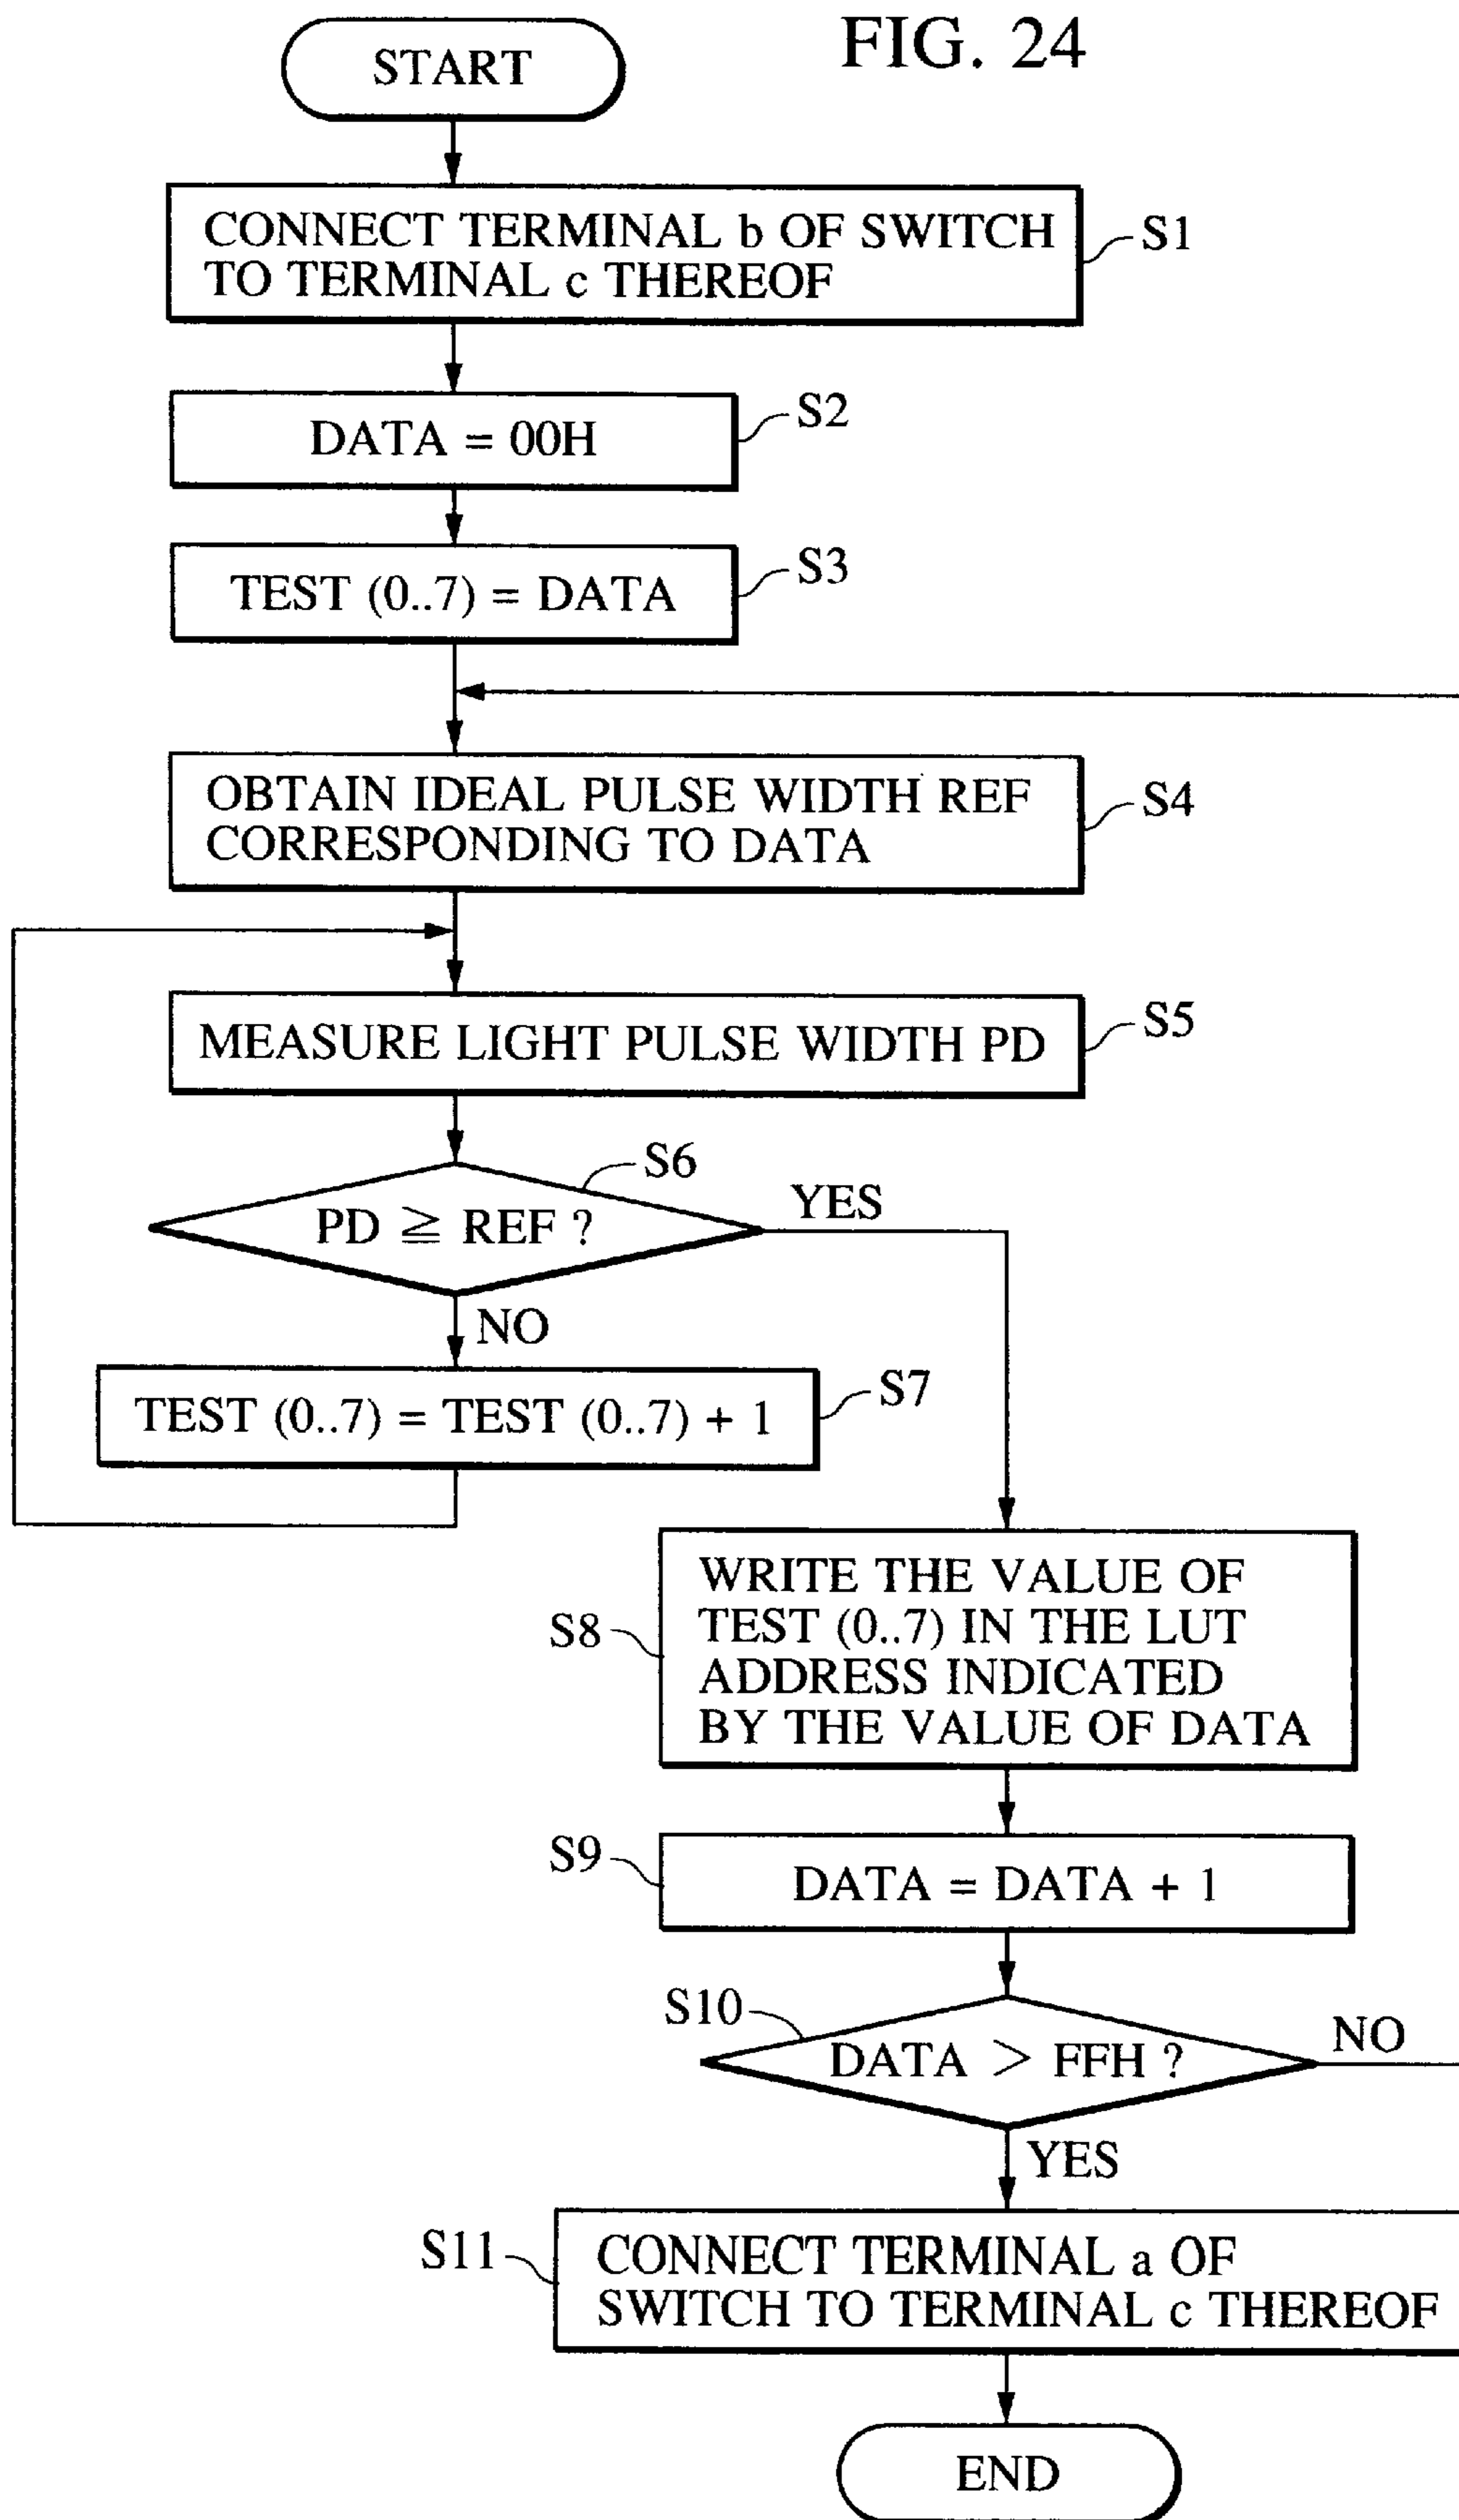 FIG. 24
START
CONNECT TERMINAL b OF SWITCH
TO TERMINAL c THEREOF
S1
DATA = 00H
S2
TEST (0..7) = DATA
S3
OBTAIN IDEAL PULSE WIDTH REF
CORRESPONDING TO DATA
S4
MEASURE LIGHT PULSE WIDTH PD
S5
S6
PD ≧ REF ?
YES
NO
TEST (0..7) = TEST (0..7) + 1
S7
WRITE THE VALUE OF
TEST (0..7) IN THE LUT
ADDRESS INDICATED
BY THE VALUE OF DATA
S8
S9
DATA = DATA + 1
S10
DATA > FFH ?
NO
YES
S11
CONNECT TERMINAL a OF
SWITCH TO TERMINAL c THEREOF
END